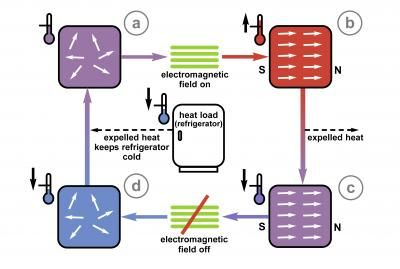 a
b
electromagnetic
field on
S
N
heat load
(refrigerator)
expelled heat
keeps refrigerator
cold
expelled heat
d
c
S
N
electromagnetic
field off